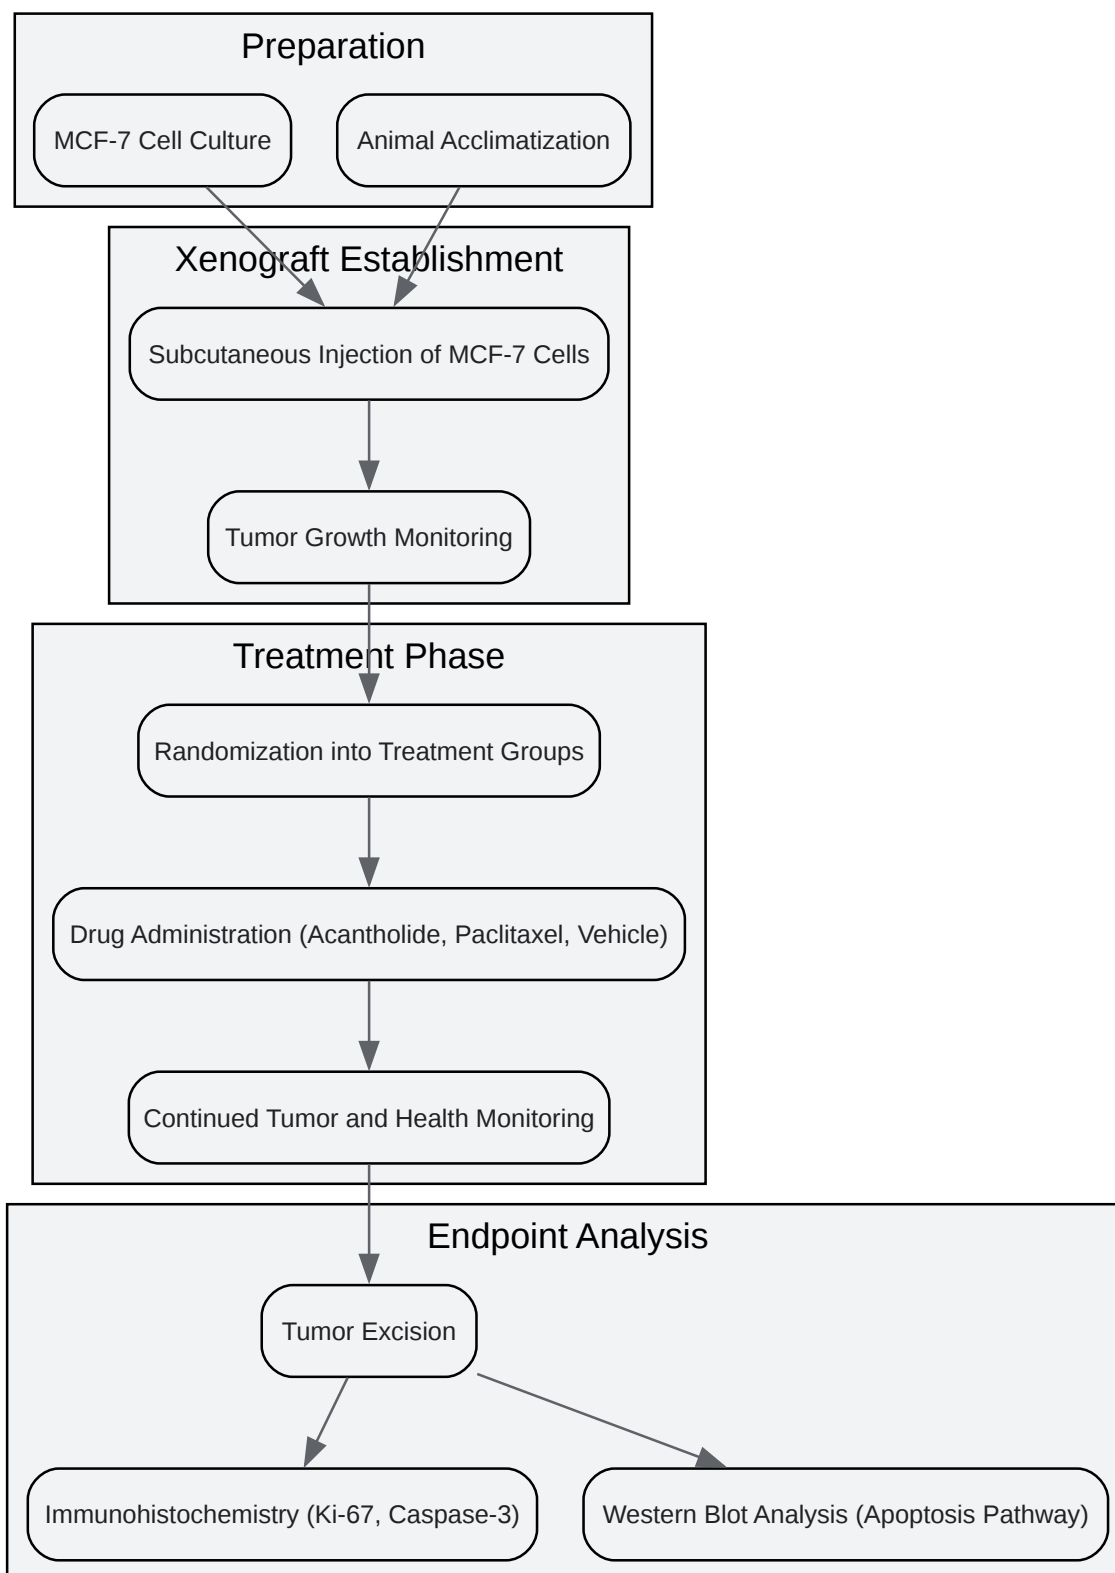 Preparation
MCF-7 Cell Culture
Animal Acclimatization
Xenograft Establishment
Subcutaneous Injection of MCF-7 Cells
Tumor Growth Monitoring
Treatment Phase
Randomization into Treatment Groups
Drug Administration (Acantholide, Paclitaxel, Vehicle)
Continued Tumor and Health Monitoring
Endpoint Analysis
Tumor Excision
Immunohistochemistry (Ki-67, Caspase-3)
Western Blot Analysis (Apoptosis Pathway)